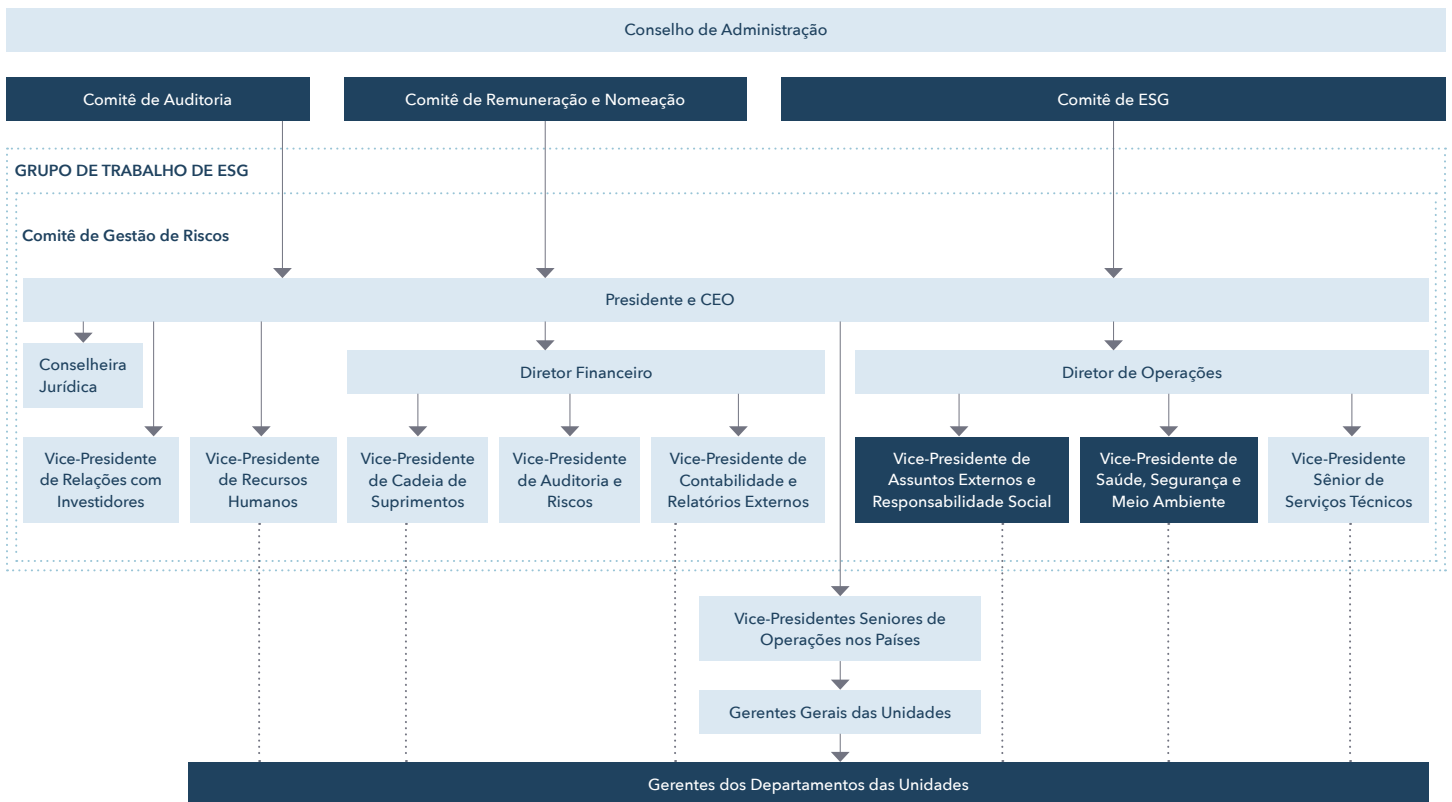 Conselho de Administração
Comitê de Auditoria
Comitê de Remuneração e Nomeação
Comitê de ESG
GRUPO DE TRABALHO DE ESG
Comitê de Gestão de Riscos
Presidente e CEO
Conselheira
Jurídica
Diretor Financeiro
Diretor de Operações
Vice-Presidente
de Relações com
Investidores
Vice-Presidente
de Recursos
Humanos
Vice-Presidente
de Cadeia de
Suprimentos
Vice-Presidente
de Auditoria e
Riscos
Vice-Presidente de
Contabilidade e
Relatórios Externos
Vice-Presidente de
Assuntos Externos e
Responsabilidade Social
Vice-Presidente de
Saúde, Segurança e
Meio Ambiente
Vice-Presidente
Sênior de
Serviços Técnicos
Vice-Presidentes Seniores de
Operações nos Países
Gerentes Gerais das Unidades
Gerentes dos Departamentos das Unidades